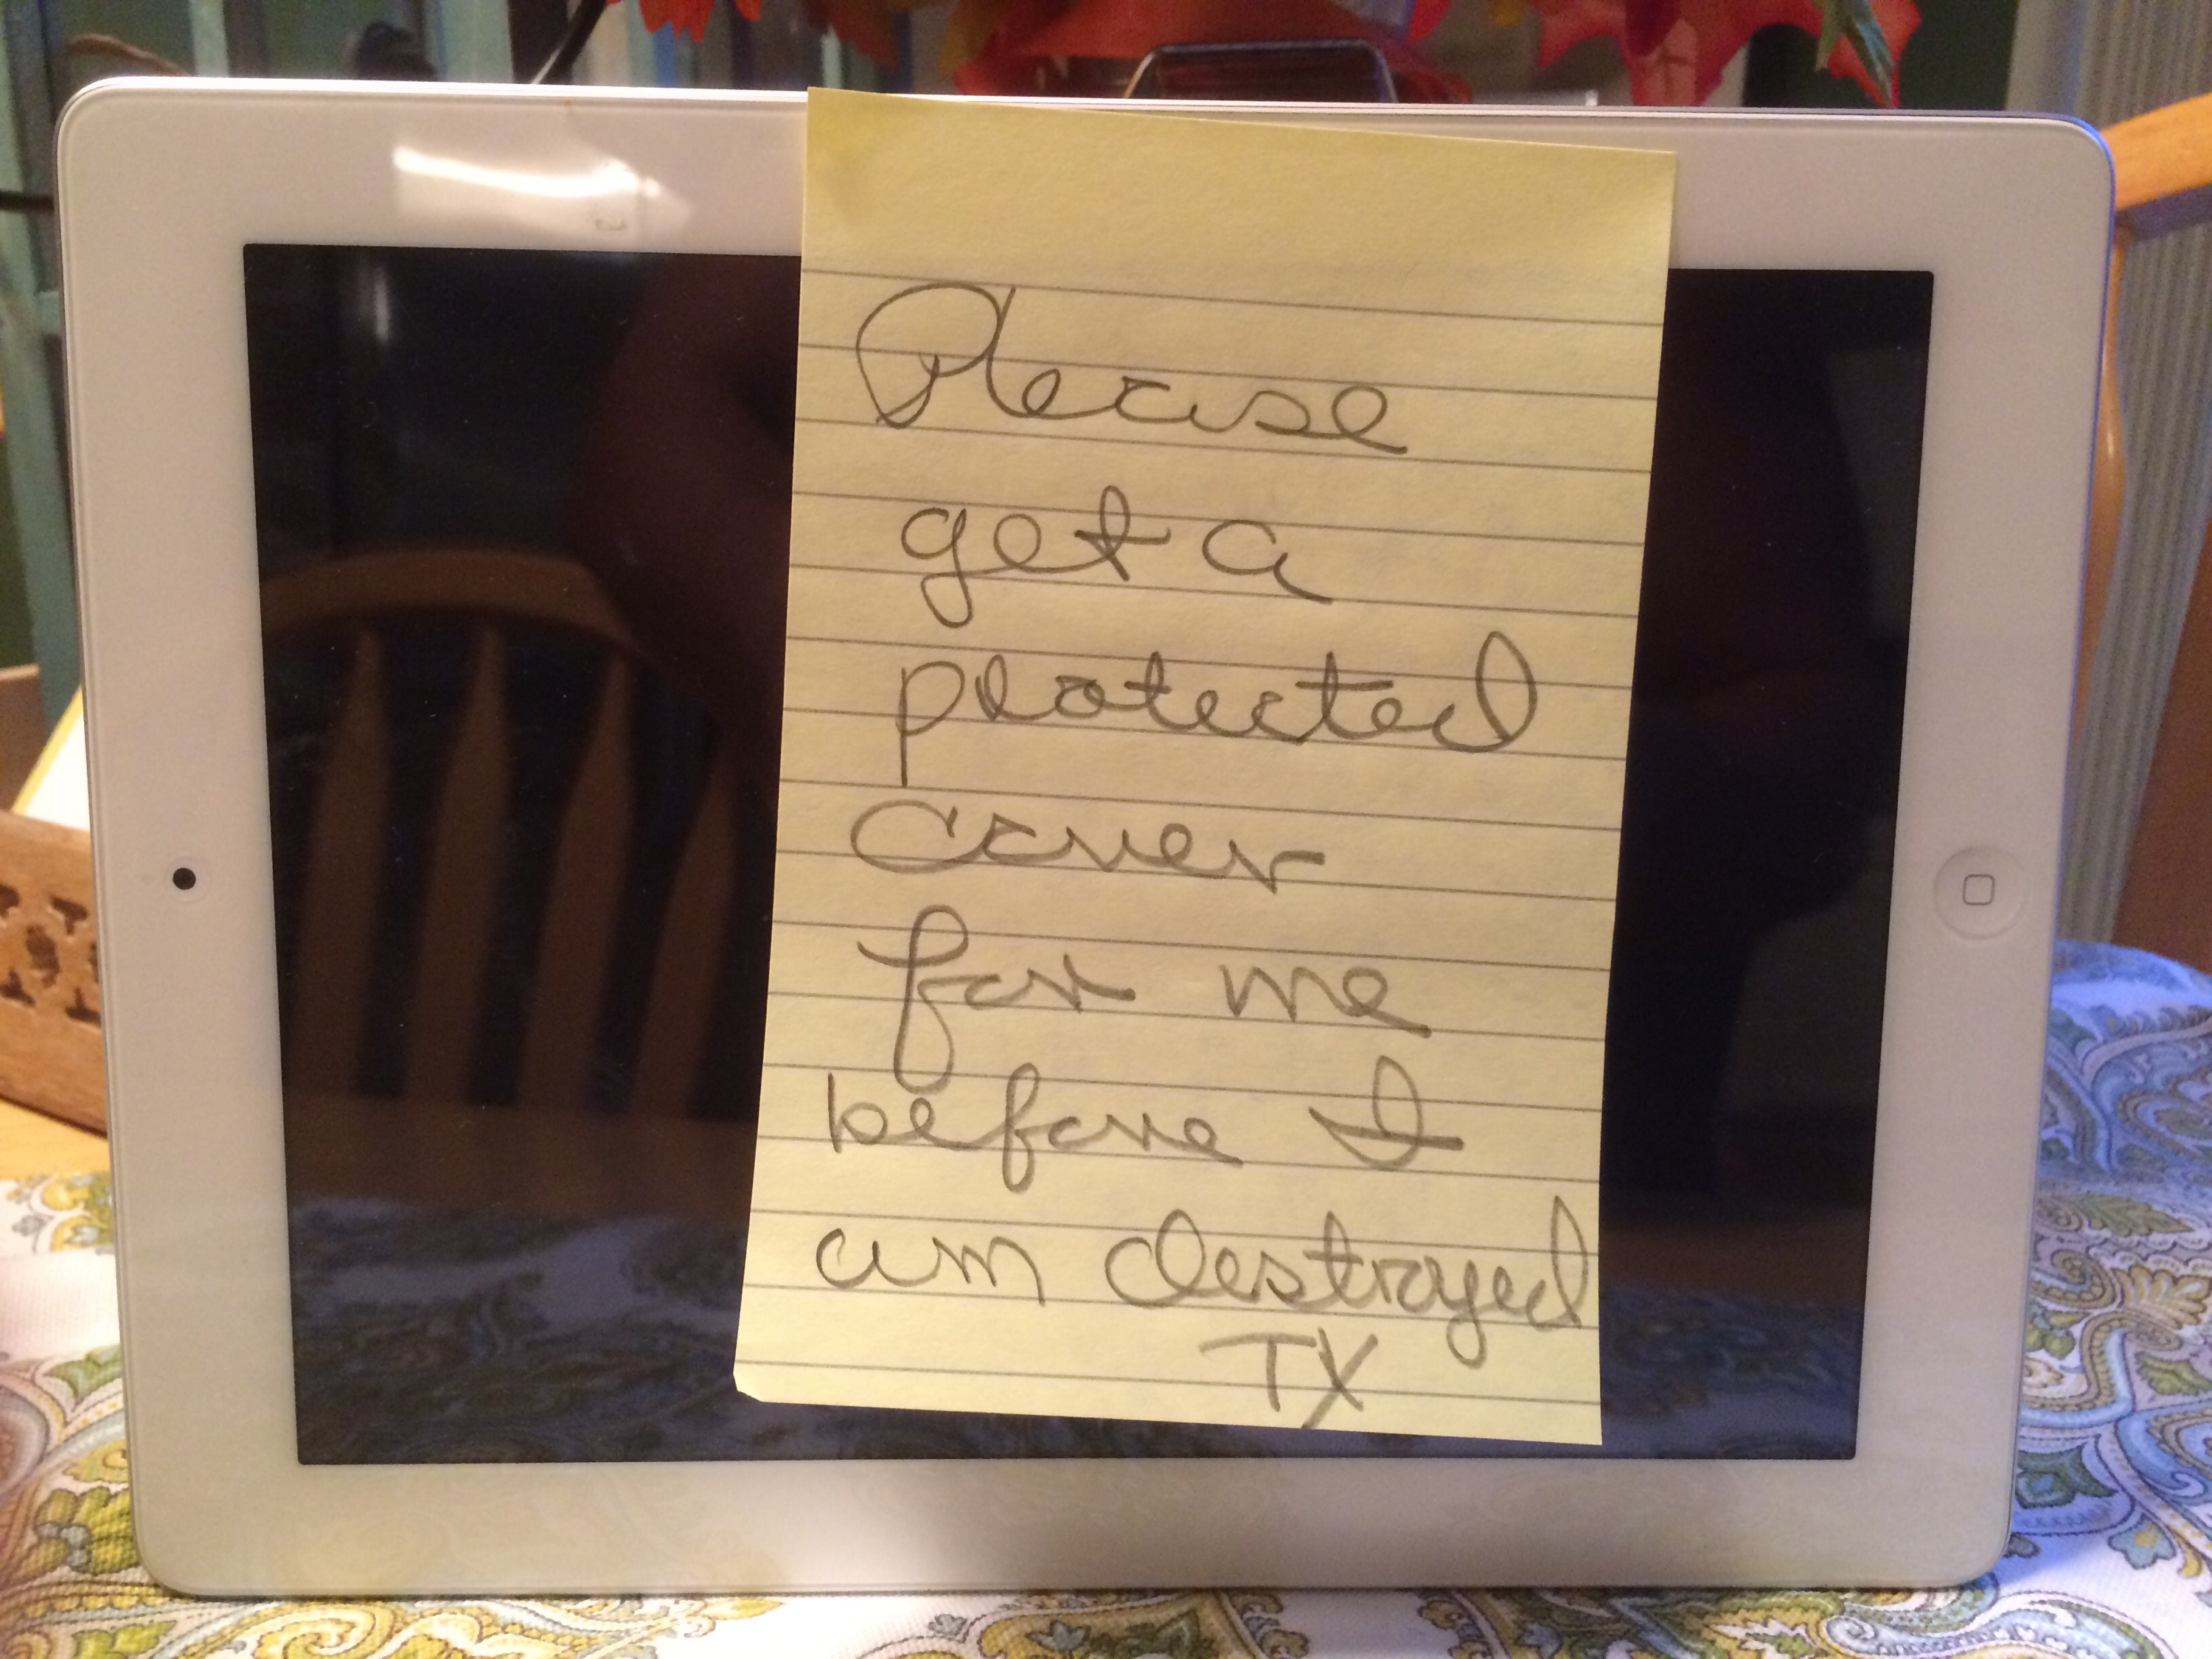 Please
get a
protected
cover
for me
before I
am destroyed
TX